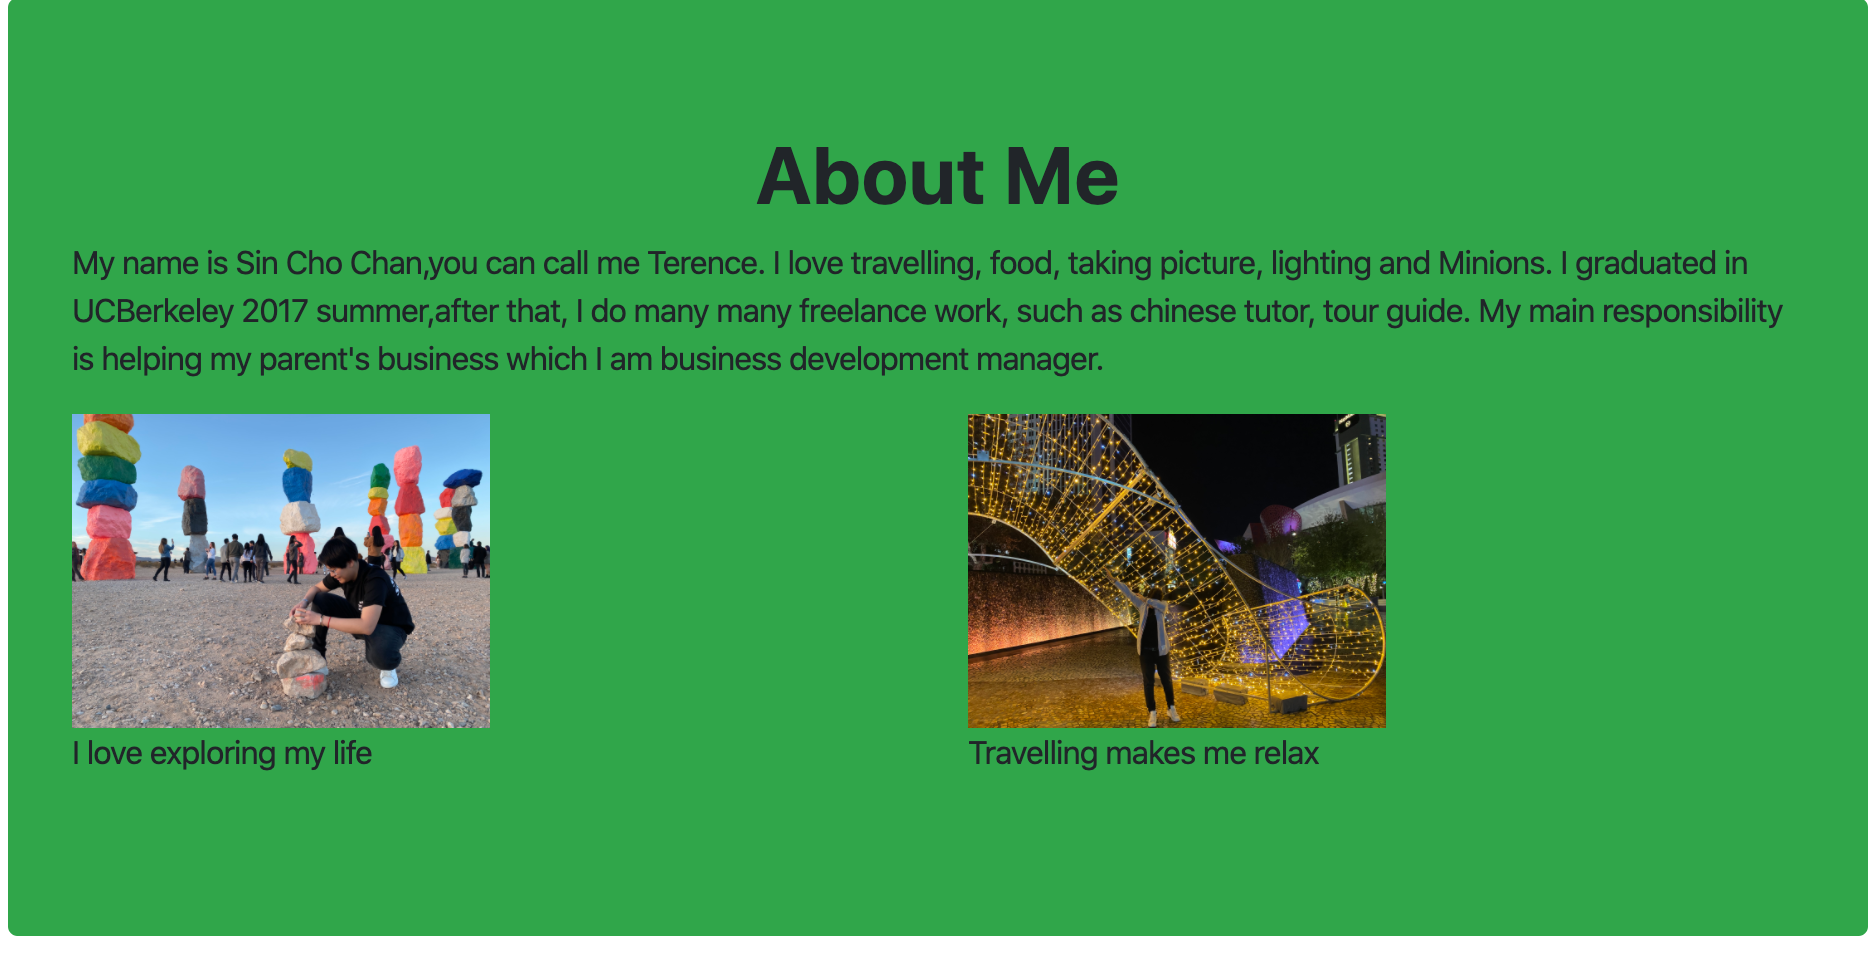 About Me
My name is Sin Cho Chan,you can call me Terence. I love travelling, food, taking picture, lighting and Minions. I graduated in
UCBerkeley 2017 summer,after that, I do many many freelance work, such as chinese tutor, tour guide. My main responsibility
is helping my parent's business which I am business development manager.
I love exploring my life
Travelling makes me relax